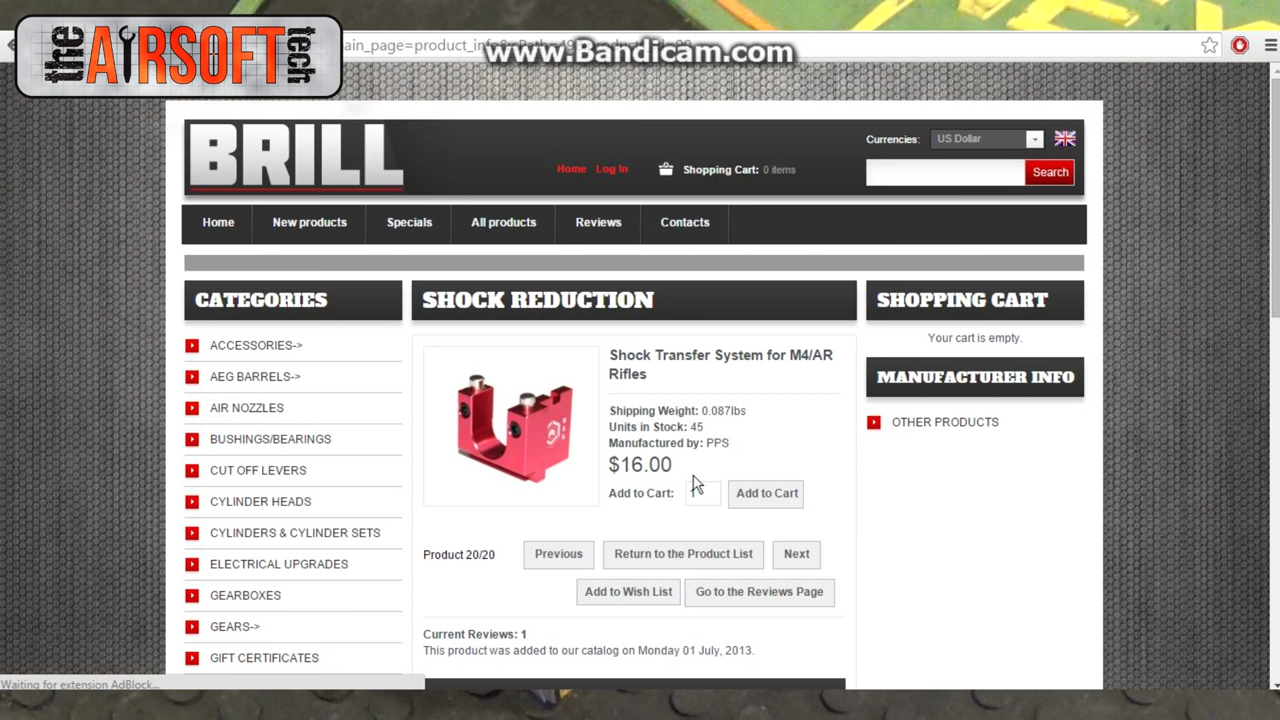 the AIRSOFT tech
ain_page=product_info
www.Bandicam.com
BRILL
Home Log In
Shopping Cart: 0 items
Currencies: US Dollar
Search
Home
New products
Specials
All products
Reviews
Contacts
CATEGORIES
ACCESSORIES->
AEG BARRELS->
AIR NOZZLES
BUSHINGS/BEARINGS
CUT OFF LEVERS
CYLINDER HEADS
CYLINDERS & CYLINDER SETS
ELECTRICAL UPGRADES
GEARBOXES
GEARS->
GIFT CERTIFICATES
SHOCK REDUCTION
Shock Transfer System for M4/AR
Rifles
Shipping Weight: 0.087lbs
Units in Stock: 45
Manufactured by: PPS
$16.00
Add to Cart:
Add to Cart
Product 20/20
Previous
Return to the Product List
Next
Add to Wish List
Go to the Reviews Page
Current Reviews: 1
This product was added to our catalog on Monday 01 July, 2013.
SHOPPING CART
Your cart is empty.
MANUFACTURER INFO
OTHER PRODUCTS
Waiting for extension AdBlock...